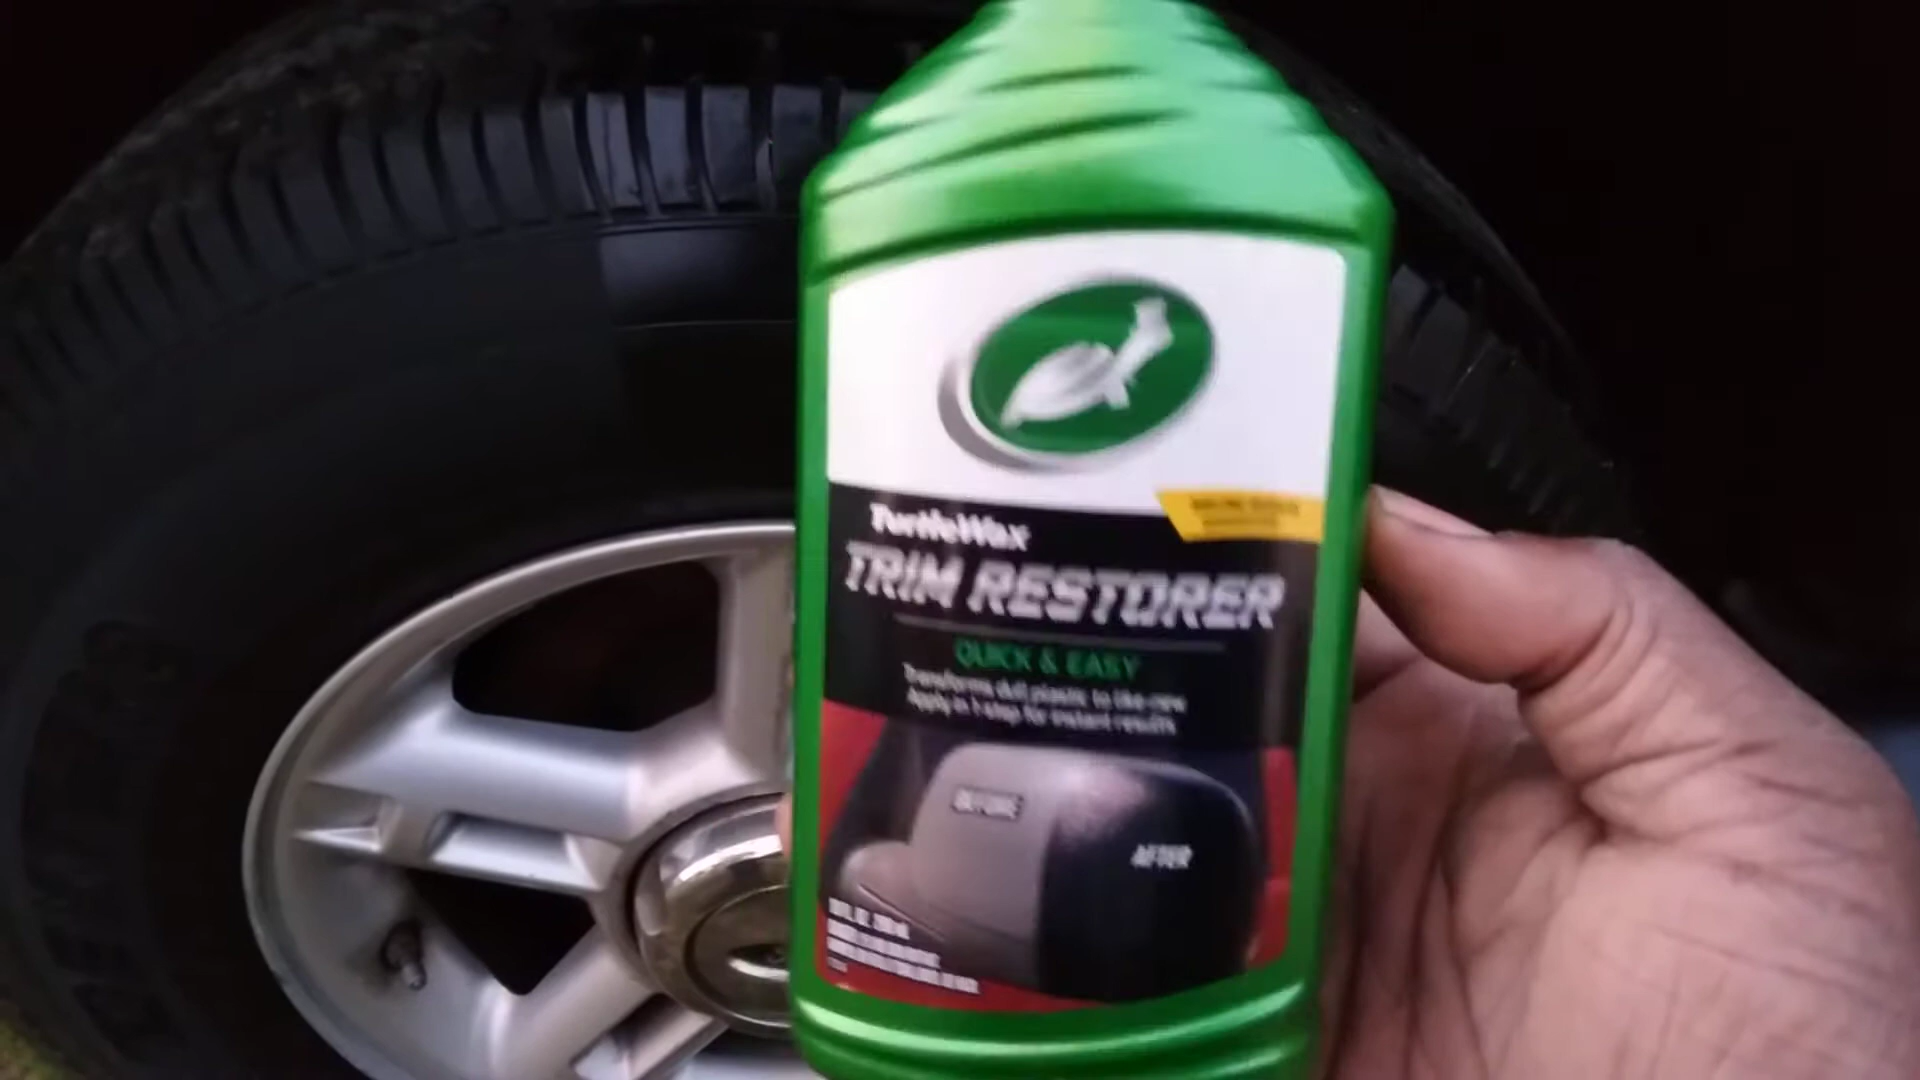 TurtleWax
TRIM RESTORER
QUICK & EASY
Transforms dull plastic to like-new
Apply in 1-step for instant results
BEFORE
AFTER